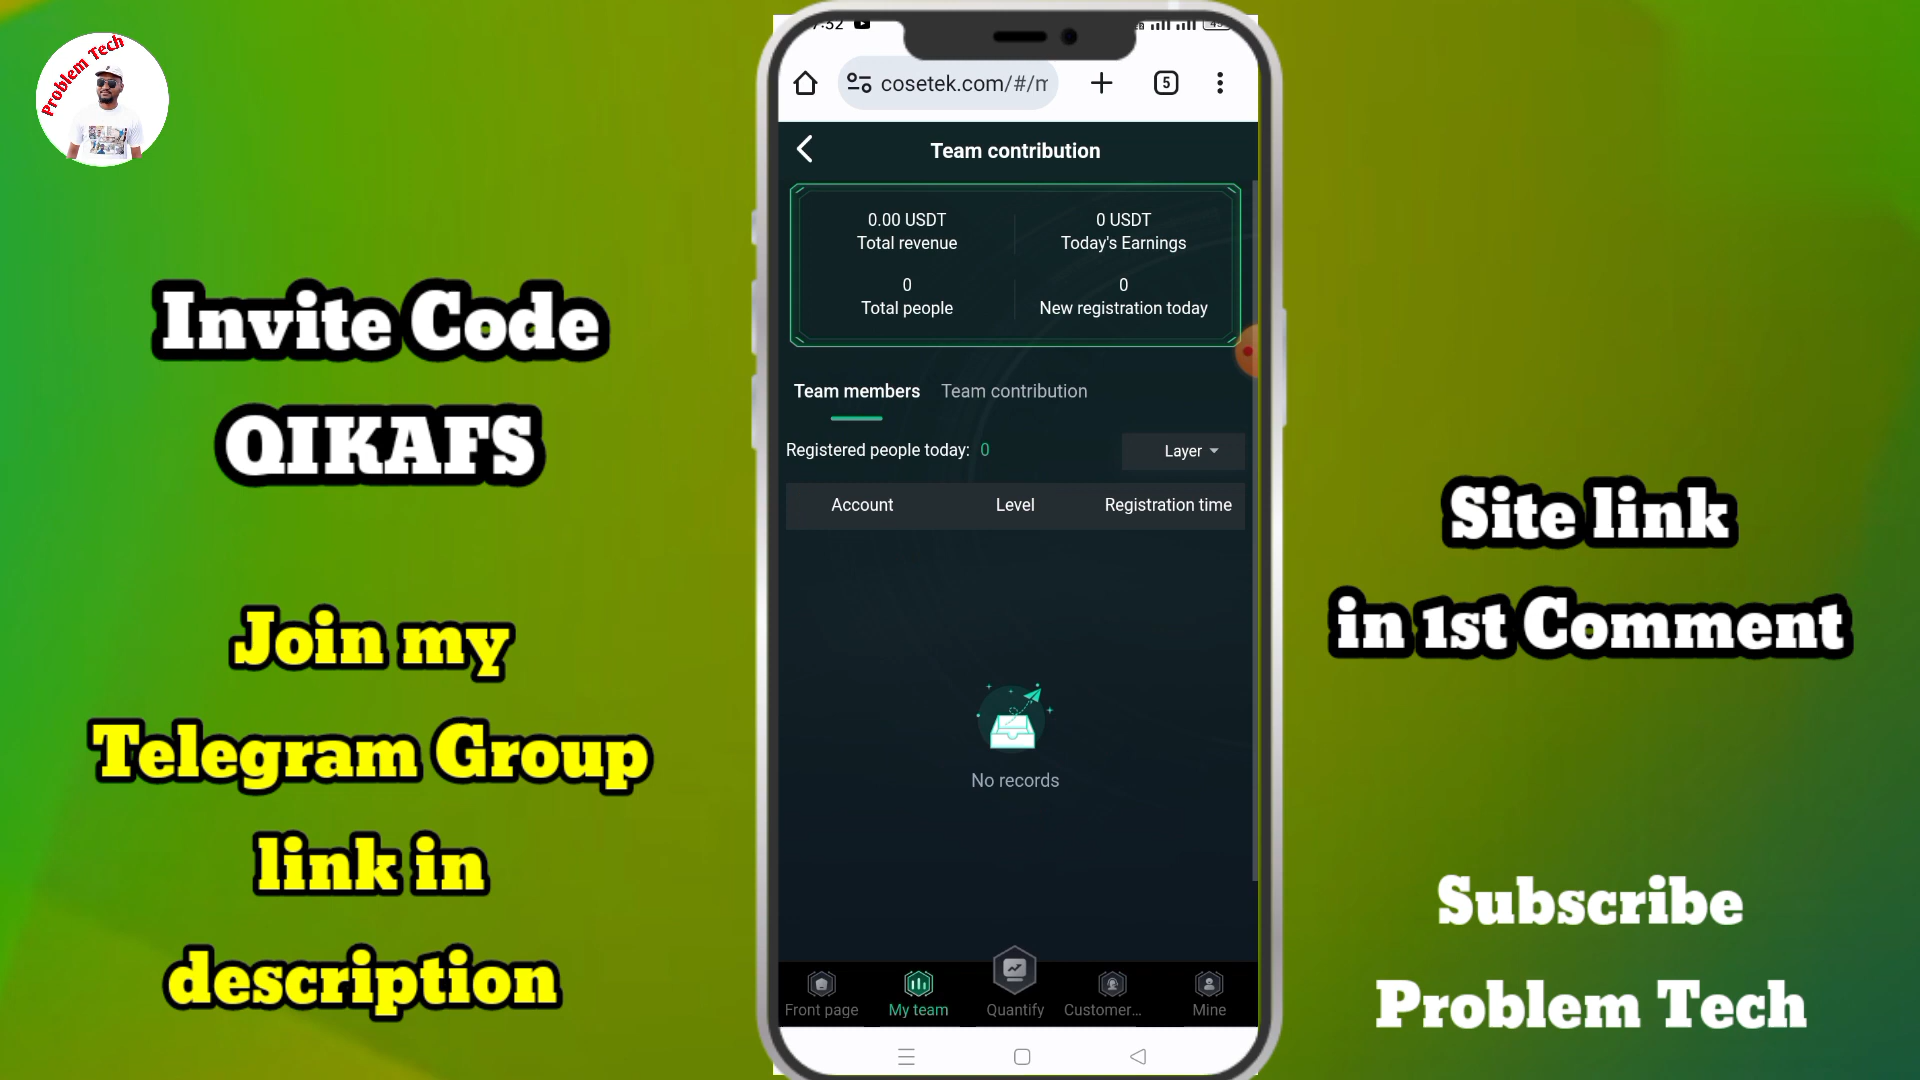 Problem Tech
7:52
cosetek.com/#/m
5
Team contribution
0.00 USDT
Total revenue
0 USDT
Today's Earnings
0
Total people
0
New registration today
Team members
Team contribution
Registered people today: 0
Layer
Account
Level
Registration time
No records
Front page
My team
Quantify
Customer...
Mine
Invite Code
QIKAFS
Join my
Telegram Group
link in
description
Site link
in 1st Comment
Subscribe
Problem Tech